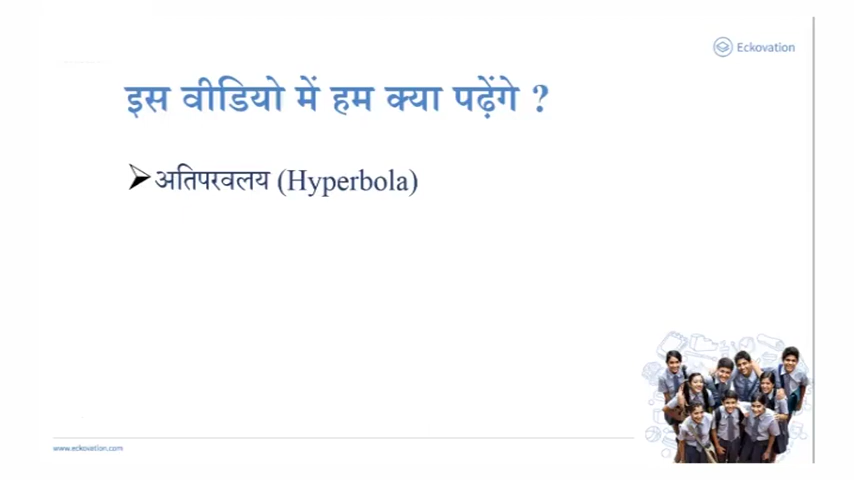 Eckovation
इस वीडियो में हम क्या पढ़ेंगे ?
➢अतिपरवलय (Hyperbola)
www.eckovation.com